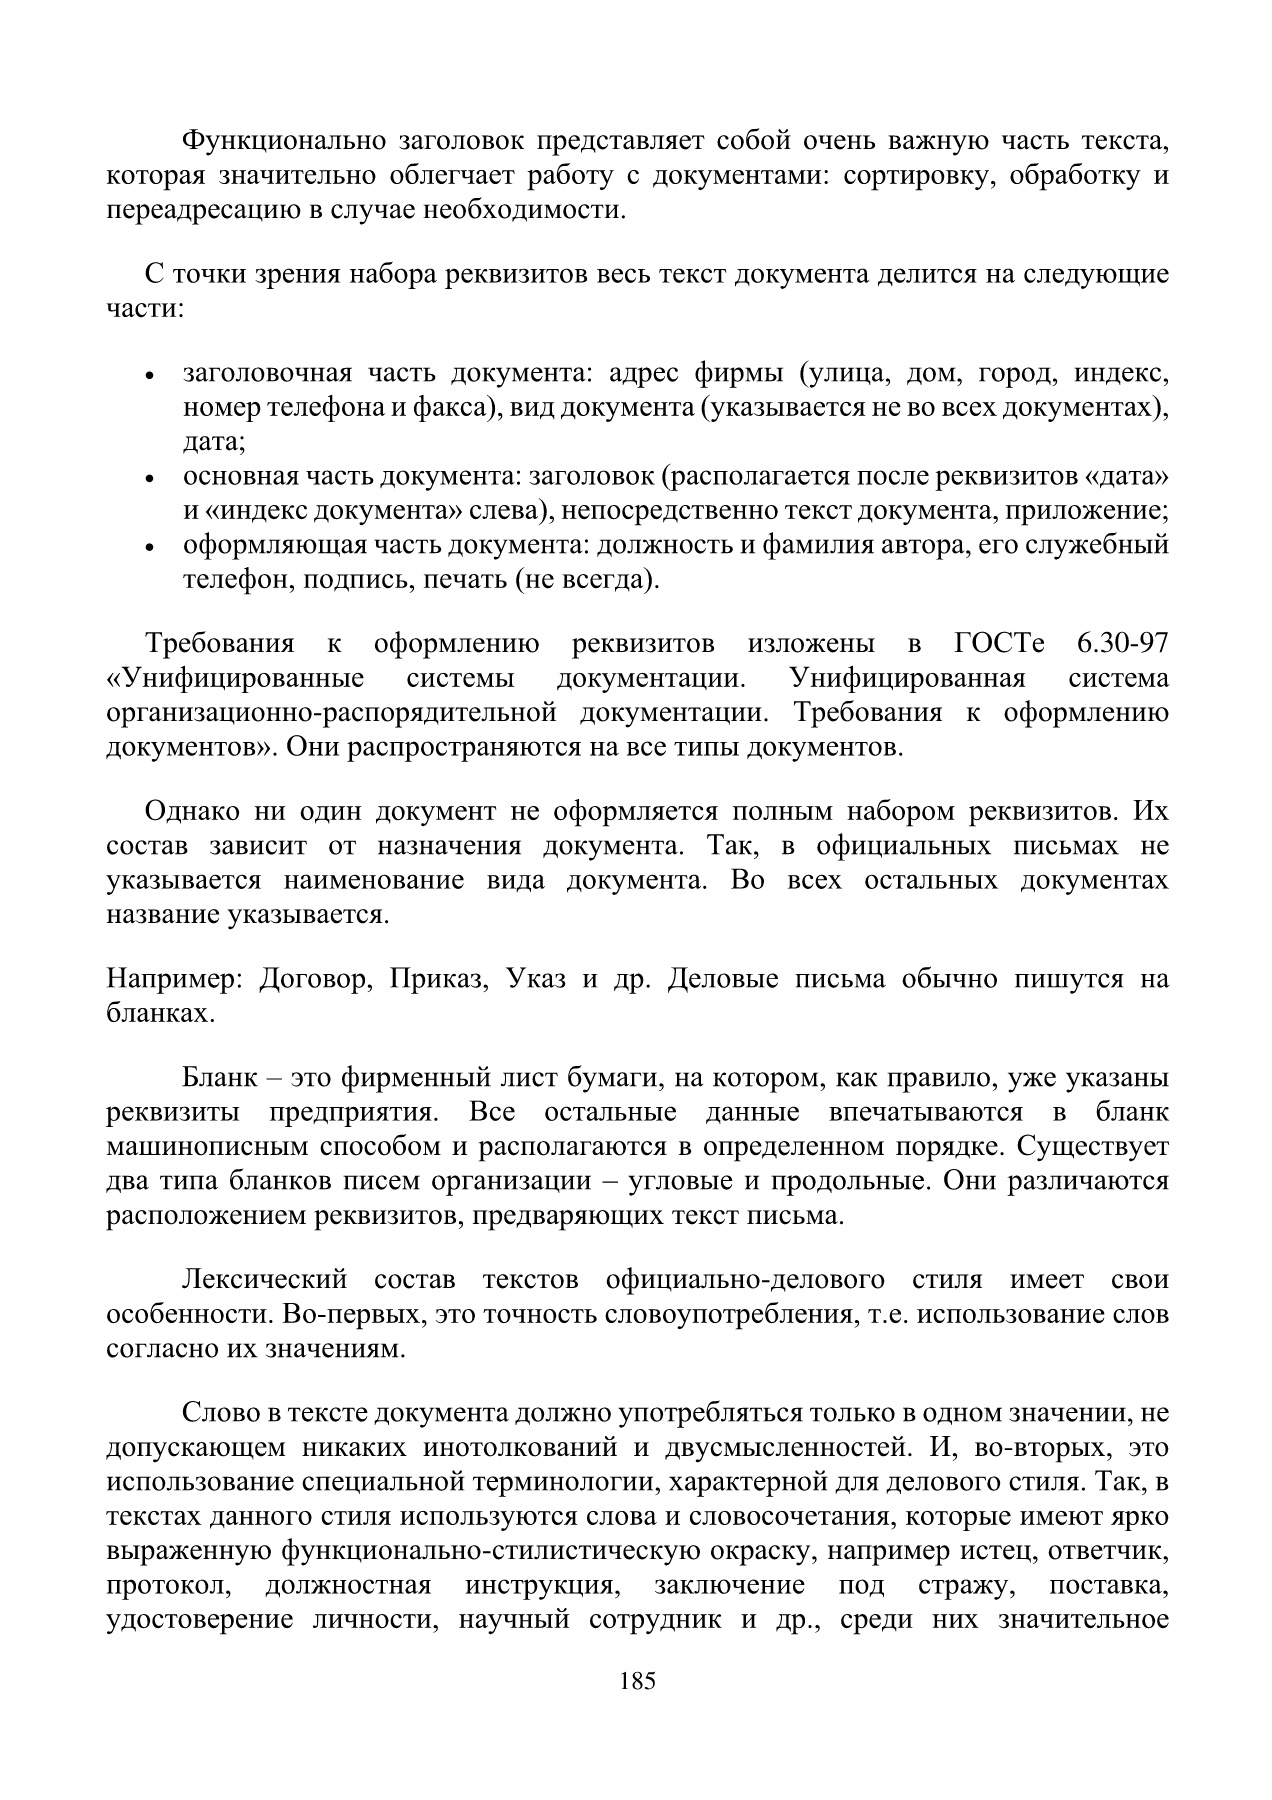 Функционально заголовок представляет собой очень важную часть текста,
которая значительно облегчает работу с документами: сортировку, обработку и
переадресацию в случае необходимости.
С точки зрения набора реквизитов весь текст документа делится на следующие
части:
• заголовочная часть документа: адрес фирмы (улица, дом, город, индекс,
номер телефона и факса), вид документа (указывается не во всех документах),
дата;
• основная часть документа: заголовок (располагается после реквизитов «дата»
и «индекс документа» слева), непосредственно текст документа, приложение;
• оформляющая часть документа: должность и фамилия автора, его служебный
телефон, подпись, печать (не всегда).
Требования к оформлению реквизитов изложены в ГОСТе 6.30-97
«Унифицированные системы документации. Унифицированная система
организационно-распорядительной документации. Требования к оформлению
документов». Они распространяются на все типы документов.
Однако ни один документ не оформляется полным набором реквизитов. Их
состав зависит от назначения документа. Так, в официальных письмах не
указывается наименование вида документа. Во всех остальных документах
название указывается.
Например: Договор, Приказ, Указ и др. Деловые письма обычно пишутся на
бланках.
Бланк – это фирменный лист бумаги, на котором, как правило, уже указаны
реквизиты предприятия. Все остальные данные впечатываются в бланк
машинописным способом и располагаются в определенном порядке. Существует
два типа бланков писем организации – угловые и продольные. Они различаются
расположением реквизитов, предваряющих текст письма.
Лексический состав текстов официально-делового стиля имеет свои
особенности. Во-первых, это точность словоупотребления, т.е. использование слов
согласно их значениям.
Слово в тексте документа должно употребляться только в одном значении, не
допускающем никаких инотолкований и двусмысленностей. И, во-вторых, это
использование специальной терминологии, характерной для делового стиля. Так, в
текстах данного стиля используются слова и словосочетания, которые имеют ярко
выраженную функционально-стилистическую окраску, например истец, ответчик,
протокол, должностная инструкция, заключение под стражу, поставка,
удостоверение личности, научный сотрудник и др., среди них значительное
185